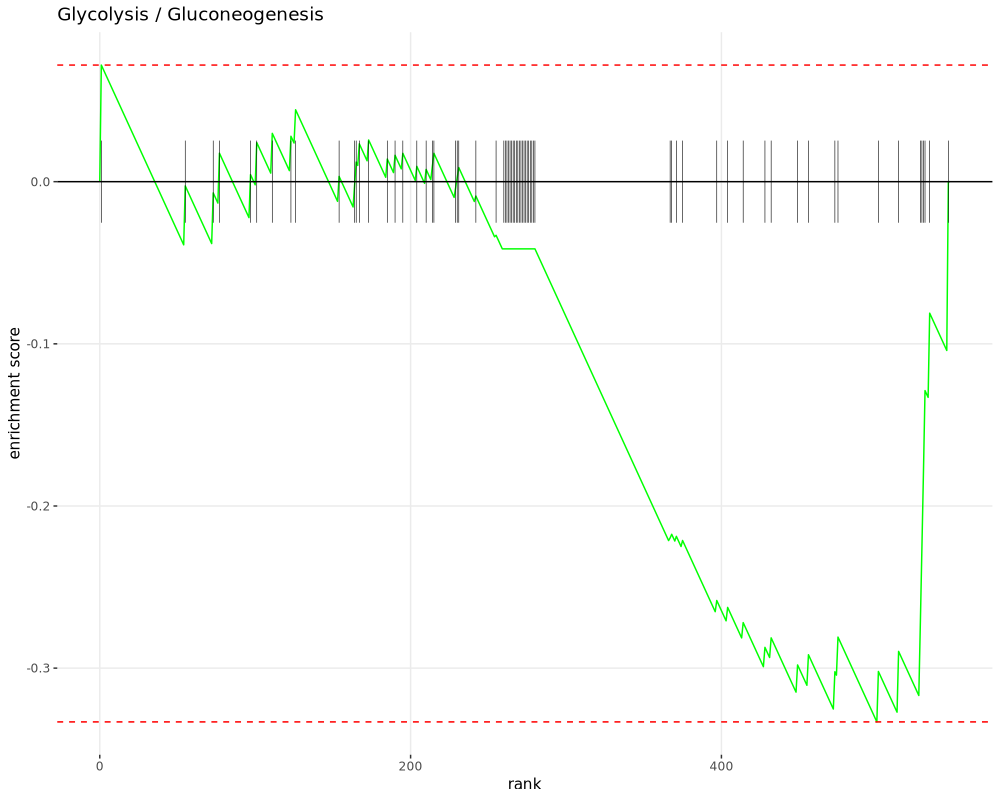 Glycolysis / Gluconeogenesis
enrichment score
0.0
-0.1
-0.2
-0.3
0
200
400
rank